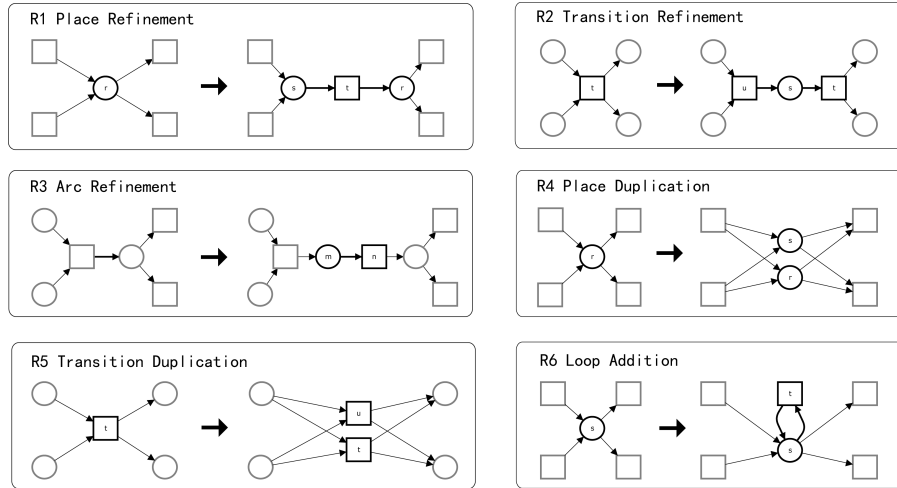 R1 Place Refinement
r
s
t
r
R2 Transition Refinement
t
u
s
t
R3 Arc Refinement
m
n
R4 Place Duplication
r
s
r
R5 Transition Duplication
t
u
t
R6 Loop Addition
s
t
s